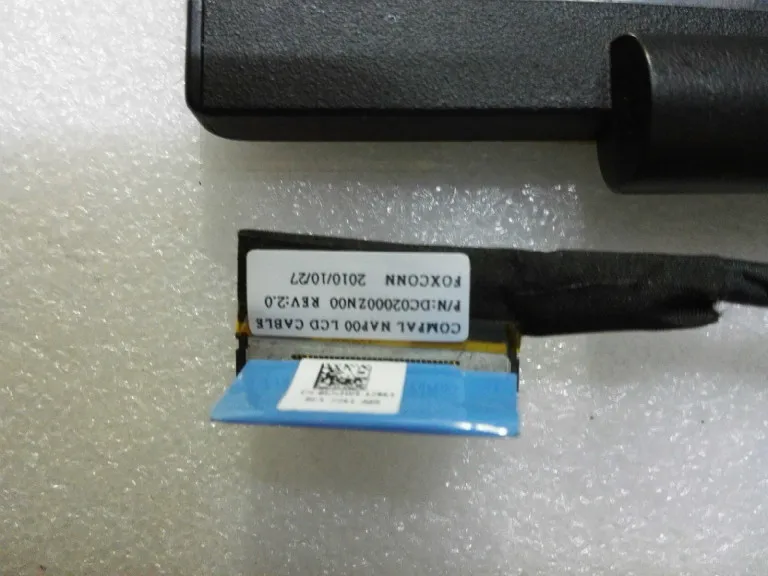 COMPAL NAP00 LCD CABLE
P/N:DC02000ZN00 REV:2.0
FOXCONN 2010/10/27